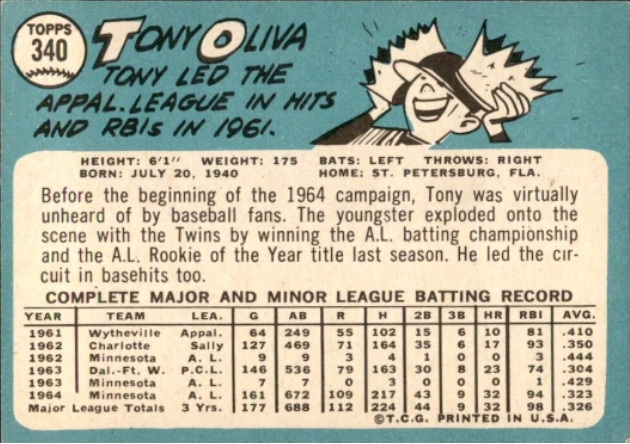 TOPPS
340
TONY OLIVA
TONY LED THE
APPAL. LEAGUE IN HITS
AND RBIs IN 1961.
HEIGHT: 6'1" WEIGHT: 175 BATS: LEFT THROWS: RIGHT
BORN: JULY 20, 1940 HOME: ST. PETERSBURG, FLA.
Before the beginning of the 1964 campaign, Tony was virtually
unheard of by baseball fans. The youngster exploded onto the
scene with the Twins by winning the A.L. batting championship
and the A.L. Rookie of the Year title last season. He led the cir-
cuit in basehits too.
COMPLETE MAJOR AND MINOR LEAGUE BATTING RECORD
YEAR TEAM LEA. G AB R H 2B 3B HR RBI AVG.
1961 Wytheville Appal. 64 249 55 102 15 6 10 81 .410
1962 Charlotte Sally 127 469 71 164 35 6 17 93 .350
1962 Minnesota A. L. 9 9 3 4 1 0 0 3 .444
1963 Dal.-Ft. W. P.C.L. 146 536 79 163 30 8 23 74 .304
1963 Minnesota A. L. 7 7 0 3 0 0 0 1 .429
1964 Minnesota A. L. 161 672 109 217 43 9 32 94 .323
Major League Totals 3 Yrs. 177 688 112 224 44 9 32 98 .326
©T.C.G. PRINTED IN U.S.A.